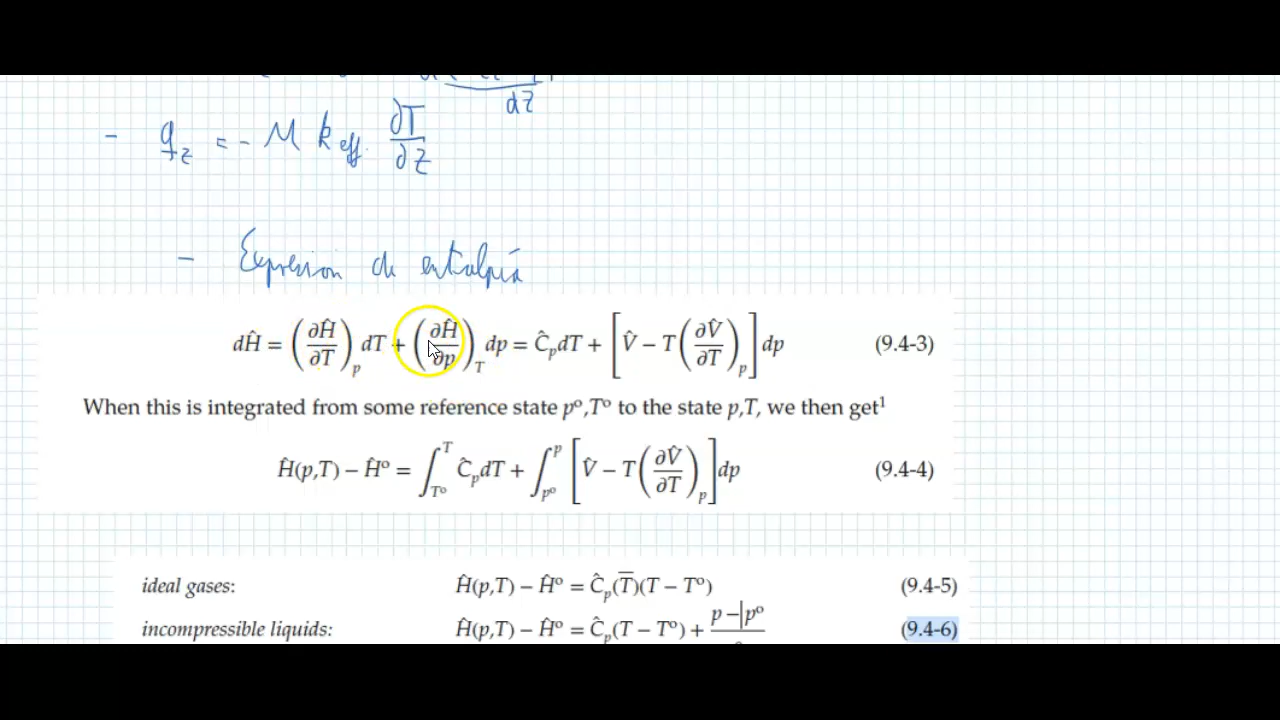 dZ
- q_z = - M k eff. ∂T/∂Z
- Expresion de entalpía
dĤ = (∂Ĥ/∂T)_p dT + (∂Ĥ/∂p)_T dp = Ĉ_p dT + [V̂ − T(∂V̂/∂T)_p] dp (9.4-3)
When this is integrated from some reference state p°,T° to the state p,T, we then get¹
Ĥ(p,T) − Ĥ° = ∫_{T°}^{T} Ĉ_p dT + ∫_{p°}^{p} [V̂ − T(∂V̂/∂T)_p] dp (9.4-4)
ideal gases: Ĥ(p,T) − Ĥ° = Ĉ_p(T̅)(T − T°) (9.4-5)
incompressible liquids: Ĥ(p,T) − Ĥ° = Ĉ_p(T − T°) + p − p° (9.4-6)